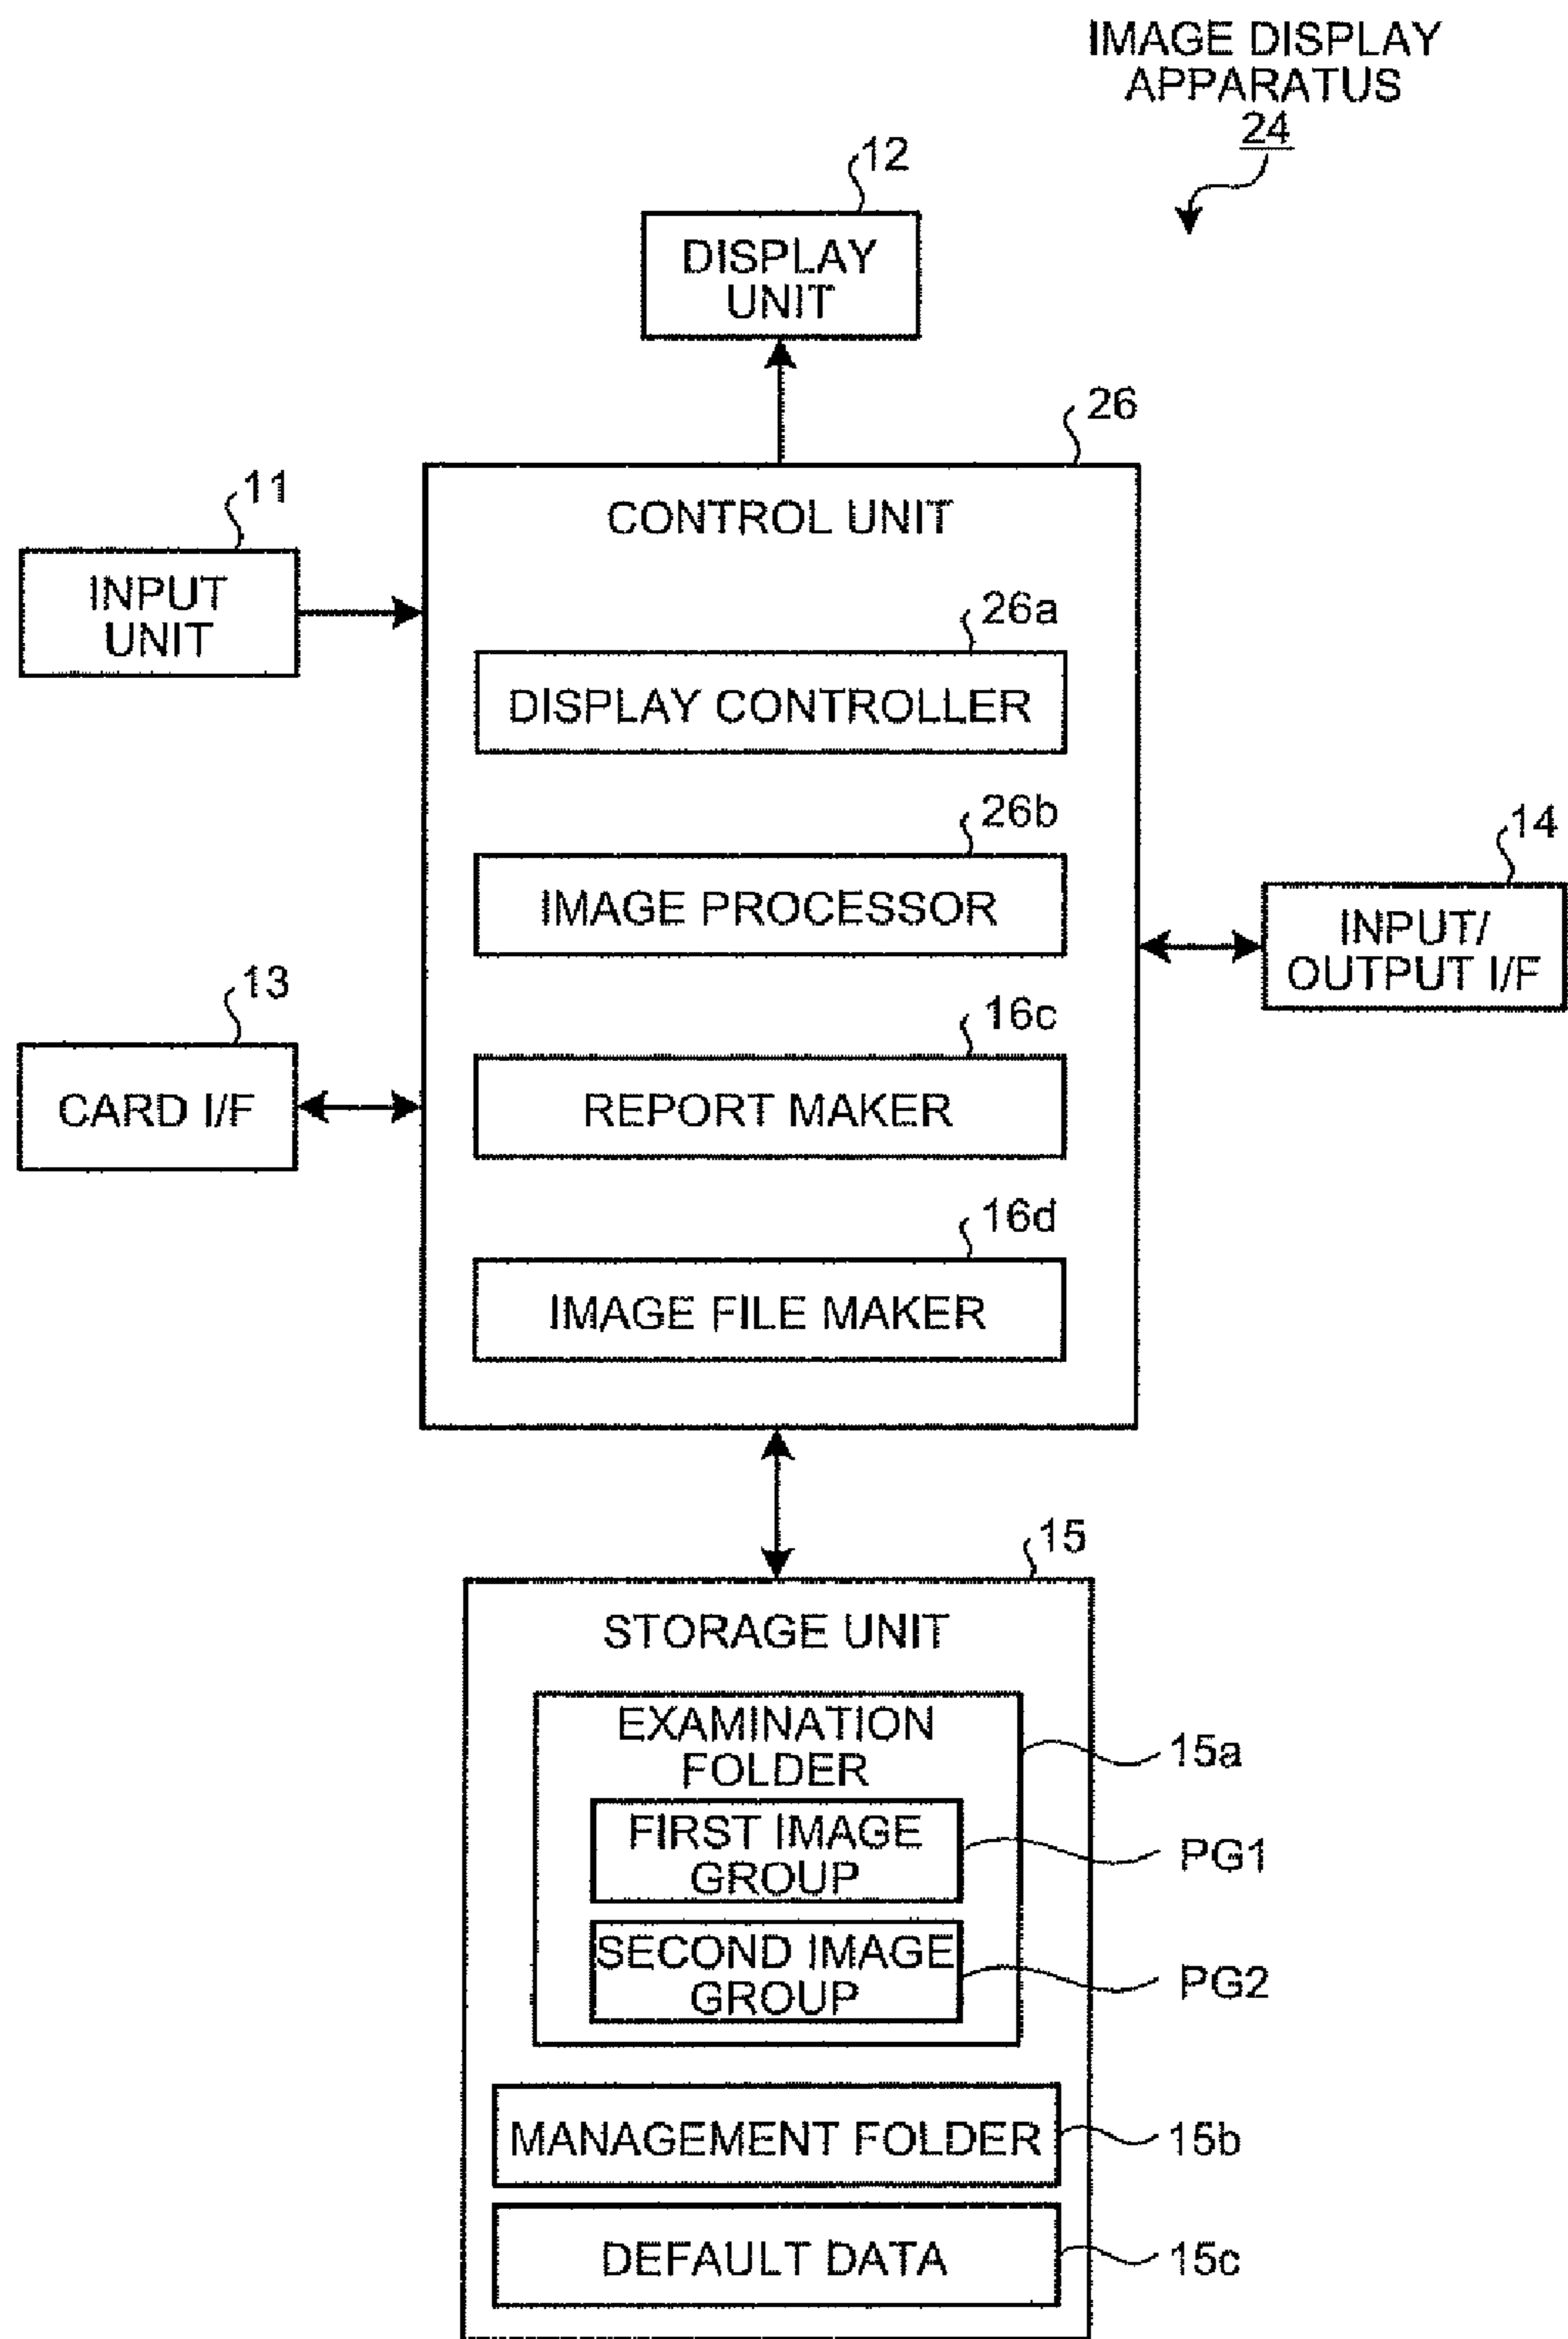 IMAGE DISPLAY
APPARATUS
24
12
DISPLAY
UNIT
26
CONTROL UNIT
11
INPUT
UNIT
26a
DISPLAY CONTROLLER
26b
IMAGE PROCESSOR
14
INPUT/
OUTPUT I/F
13
CARD I/F
16c
REPORT MAKER
16d
IMAGE FILE MAKER
15
STORAGE UNIT
EXAMINATION
FOLDER
15a
FIRST IMAGE
GROUP
PG1
SECOND IMAGE
GROUP
PG2
MANAGEMENT FOLDER
15b
DEFAULT DATA
15c